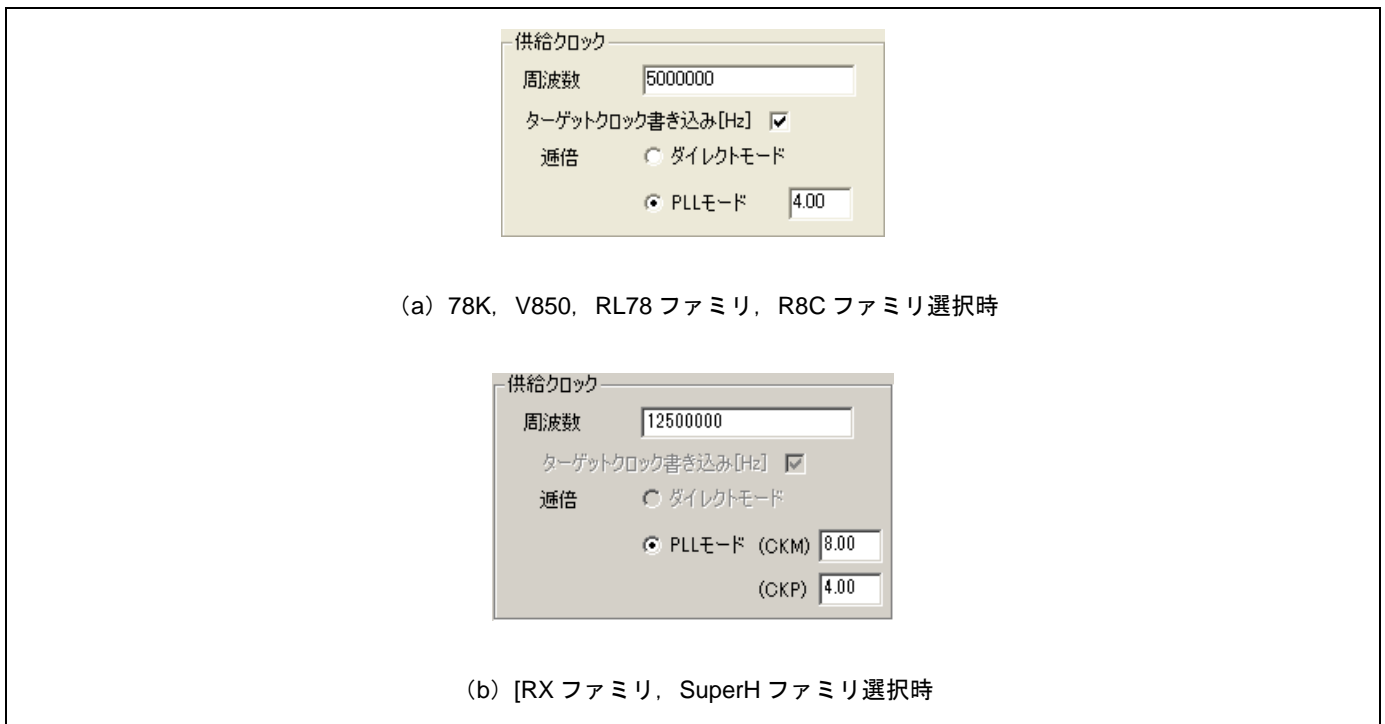 供給クロック
周波数 5000000
ターゲットクロック書き込み[Hz]
逓倍 ダイレクトモード
PLLモード 4.00
（a）78K，V850，RL78 ファミリ，R8C ファミリ選択時
供給クロック
周波数 12500000
ターゲットクロック書き込み[Hz]
逓倍 ダイレクトモード
PLLモード (CKM) 8.00
(CKP) 4.00
（b）[RX ファミリ，SuperH ファミリ選択時